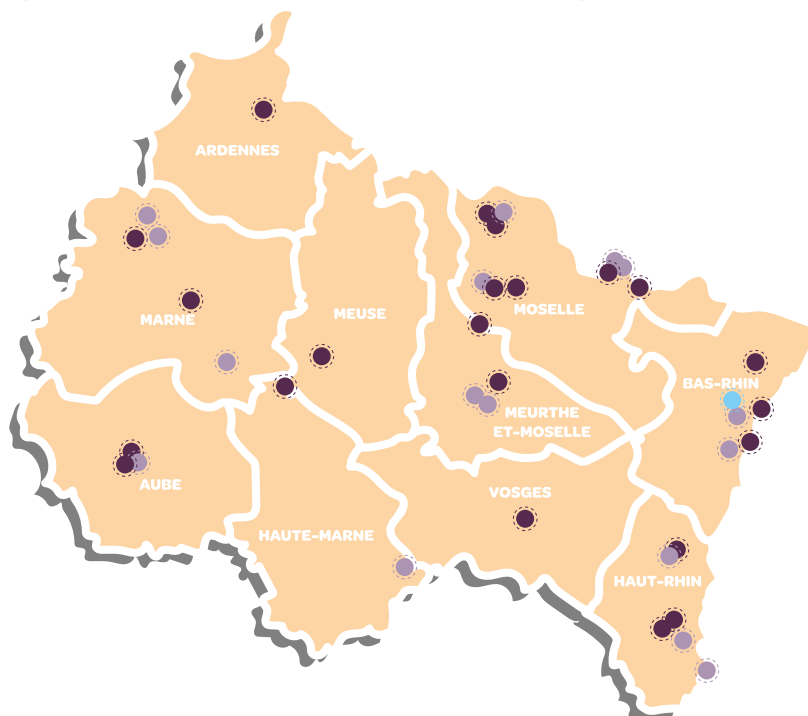 ARDENNES
MARNE
MEUSE
MOSELLE
BAS-RHIN
MEURTHE
ET-MOSELLE
AUBE
VOSGES
HAUTE-MARNE
HAUT-RHIN